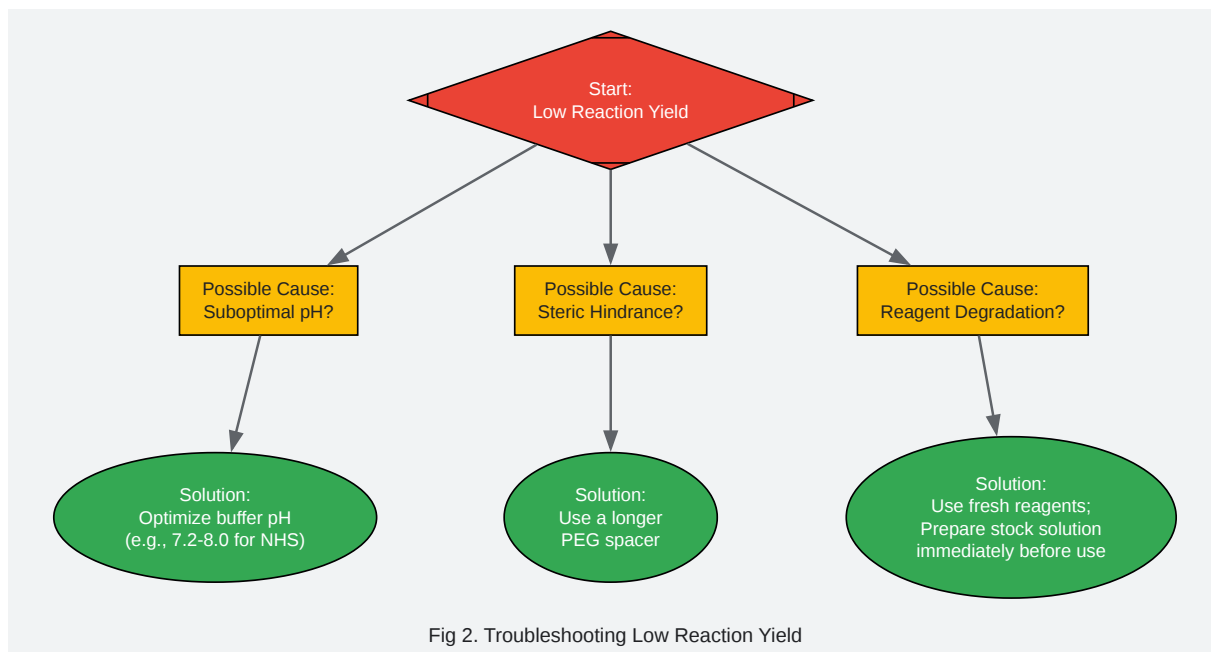 Start:
Low Reaction Yield
Possible Cause:
Suboptimal pH?
Possible Cause:
Steric Hindrance?
Possible Cause:
Reagent Degradation?
Solution:
Optimize buffer pH
(e.g., 7.2-8.0 for NHS)
Solution:
Use a longer
PEG spacer
Solution:
Use fresh reagents;
Prepare stock solution
immediately before use
Fig 2. Troubleshooting Low Reaction Yield